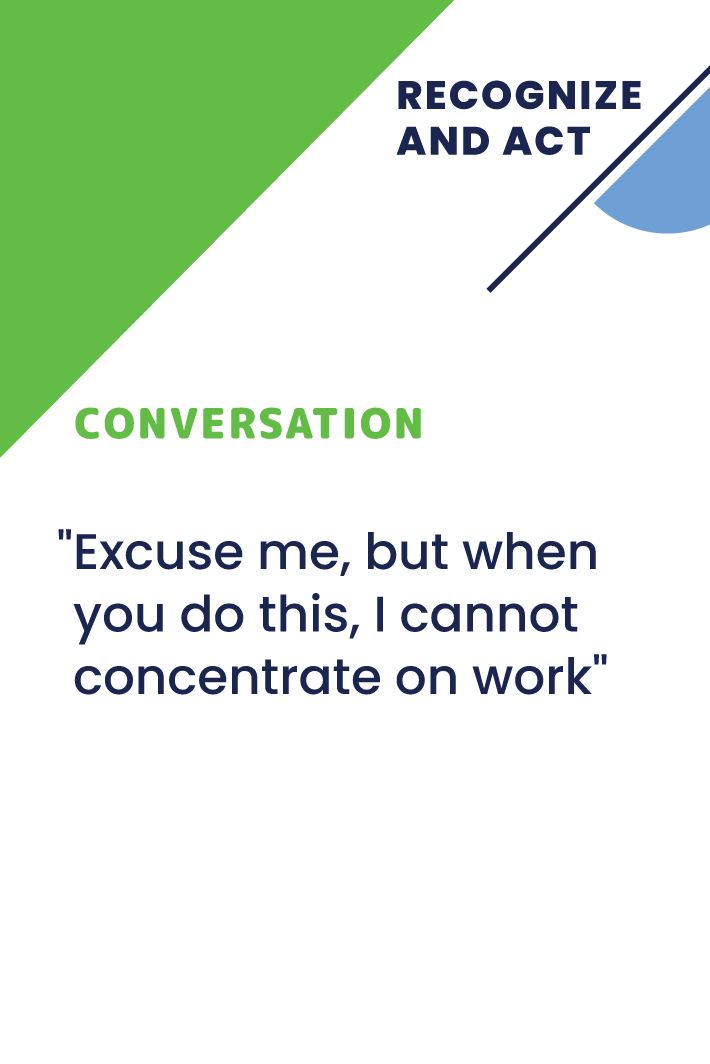 RECOGNIZE
AND ACT
CONVERSATION
"Excuse me, but when
you do this, I cannot
concentrate on work"